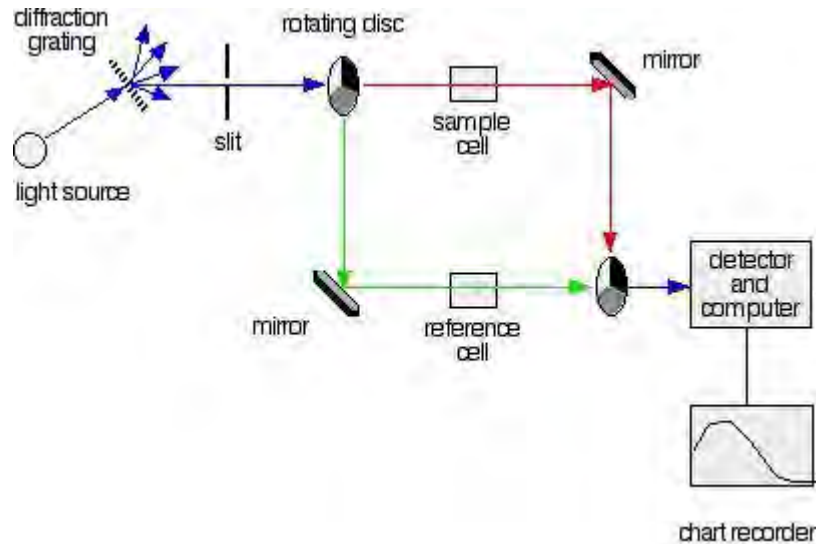 diffraction
grating
rotating disc
mirror
slit
sample
cell
light source
mirror
reference
cell
detector
and
computer
chart recorder